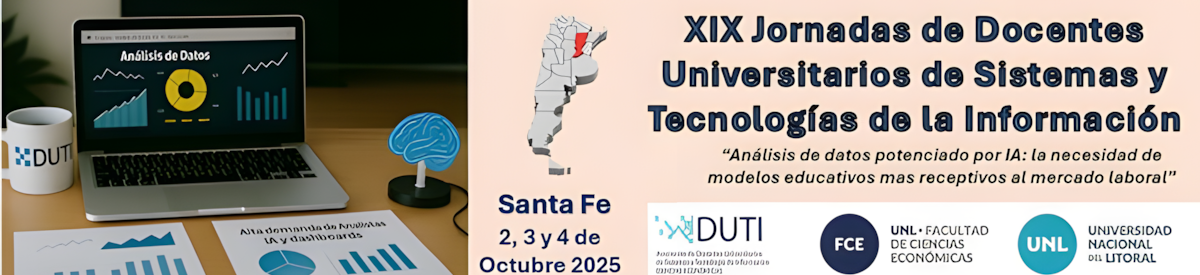 Análisis de Datos
DUTI
Alta demanda de Analistas
IA y dashboards
Santa Fe
2, 3 y 4 de
Octubre 2025
XIX Jornadas de Docentes
Universitarios de Sistemas y
Tecnologías de la Información
“Análisis de datos potenciado por IA: la necesidad de
modelos educativos mas receptivos al mercado laboral”
DUTI
FCE
UNL • FACULTAD
DE CIENCIAS
ECONÓMICAS
UNL
UNIVERSIDAD
NACIONAL
DEL LITORAL